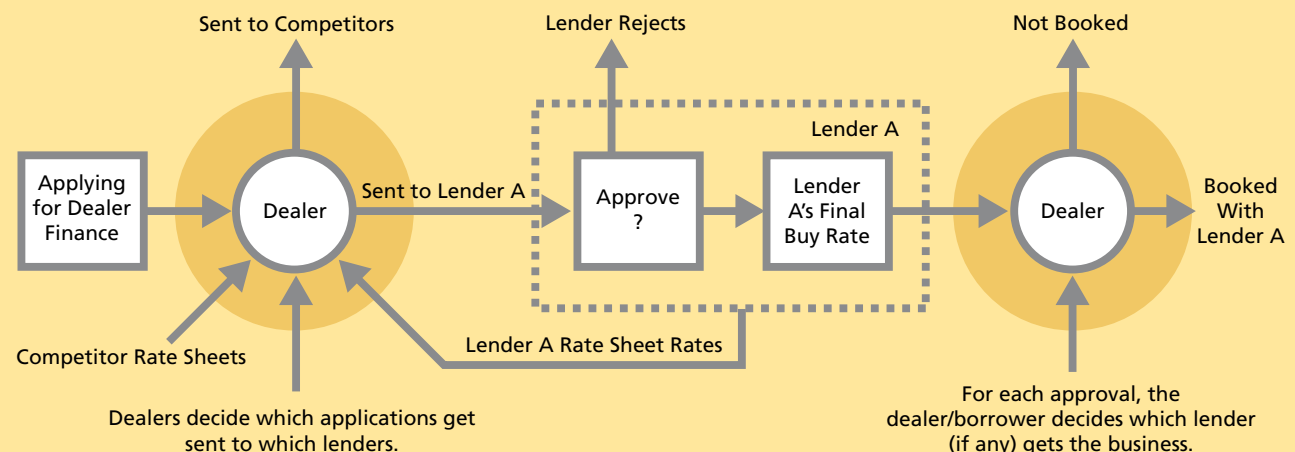 Sent to Competitors
Lender Rejects
Not Booked
Lender A
Applying
for Dealer
Finance
Dealer
Sent to Lender A
Approve
?
Lender
A's Final
Buy Rate
Dealer
Booked
With
Lender A
Competitor Rate Sheets
Lender A Rate Sheet Rates
Dealers decide which applications get
sent to which lenders.
For each approval, the
dealer/borrower decides which lender
(if any) gets the business.